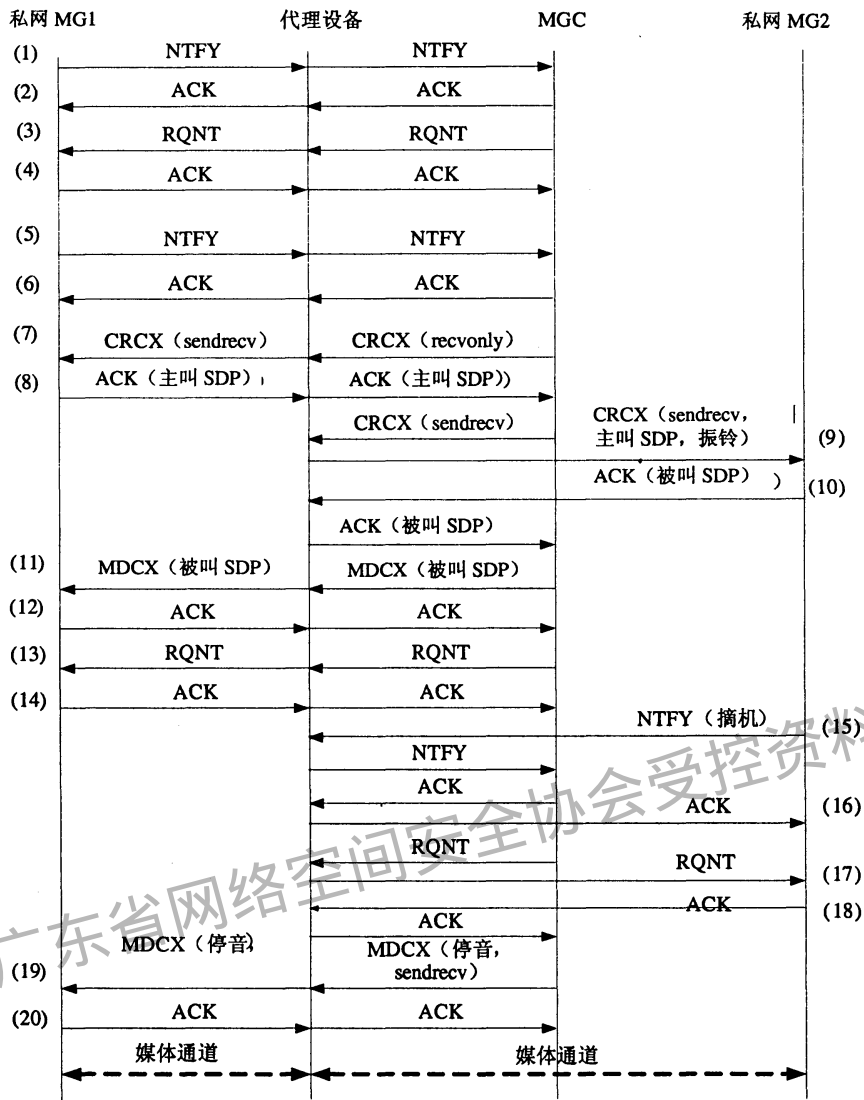 私网 MG1 代理设备 MGC 私网 MG2
(1) NTFY NTFY
(2) ACK ACK
(3) RQNT RQNT
(4) ACK ACK
(5) NTFY NTFY
(6) ACK ACK
(7) CRCX（sendrecv） CRCX（recvonly）
(8) ACK（主叫 SDP） ACK（主叫 SDP））
CRCX（sendrecv） CRCX（sendrecv，
主叫 SDP，振铃） (9)
ACK（被叫 SDP） ） (10)
ACK（被叫 SDP）
(11) MDCX（被叫 SDP） MDCX（被叫 SDP）
(12) ACK ACK
(13) RQNT RQNT
(14) ACK ACK
NTFY（摘机） (15)
NTFY
ACK
ACK (16)
RQNT
RQNT (17)
ACK (18)
ACK
MDCX（停音） MDCX（停音，
(19) sendrecv）
(20) ACK ACK
媒体通道 媒体通道
广东省网络空间安全协会受控资料